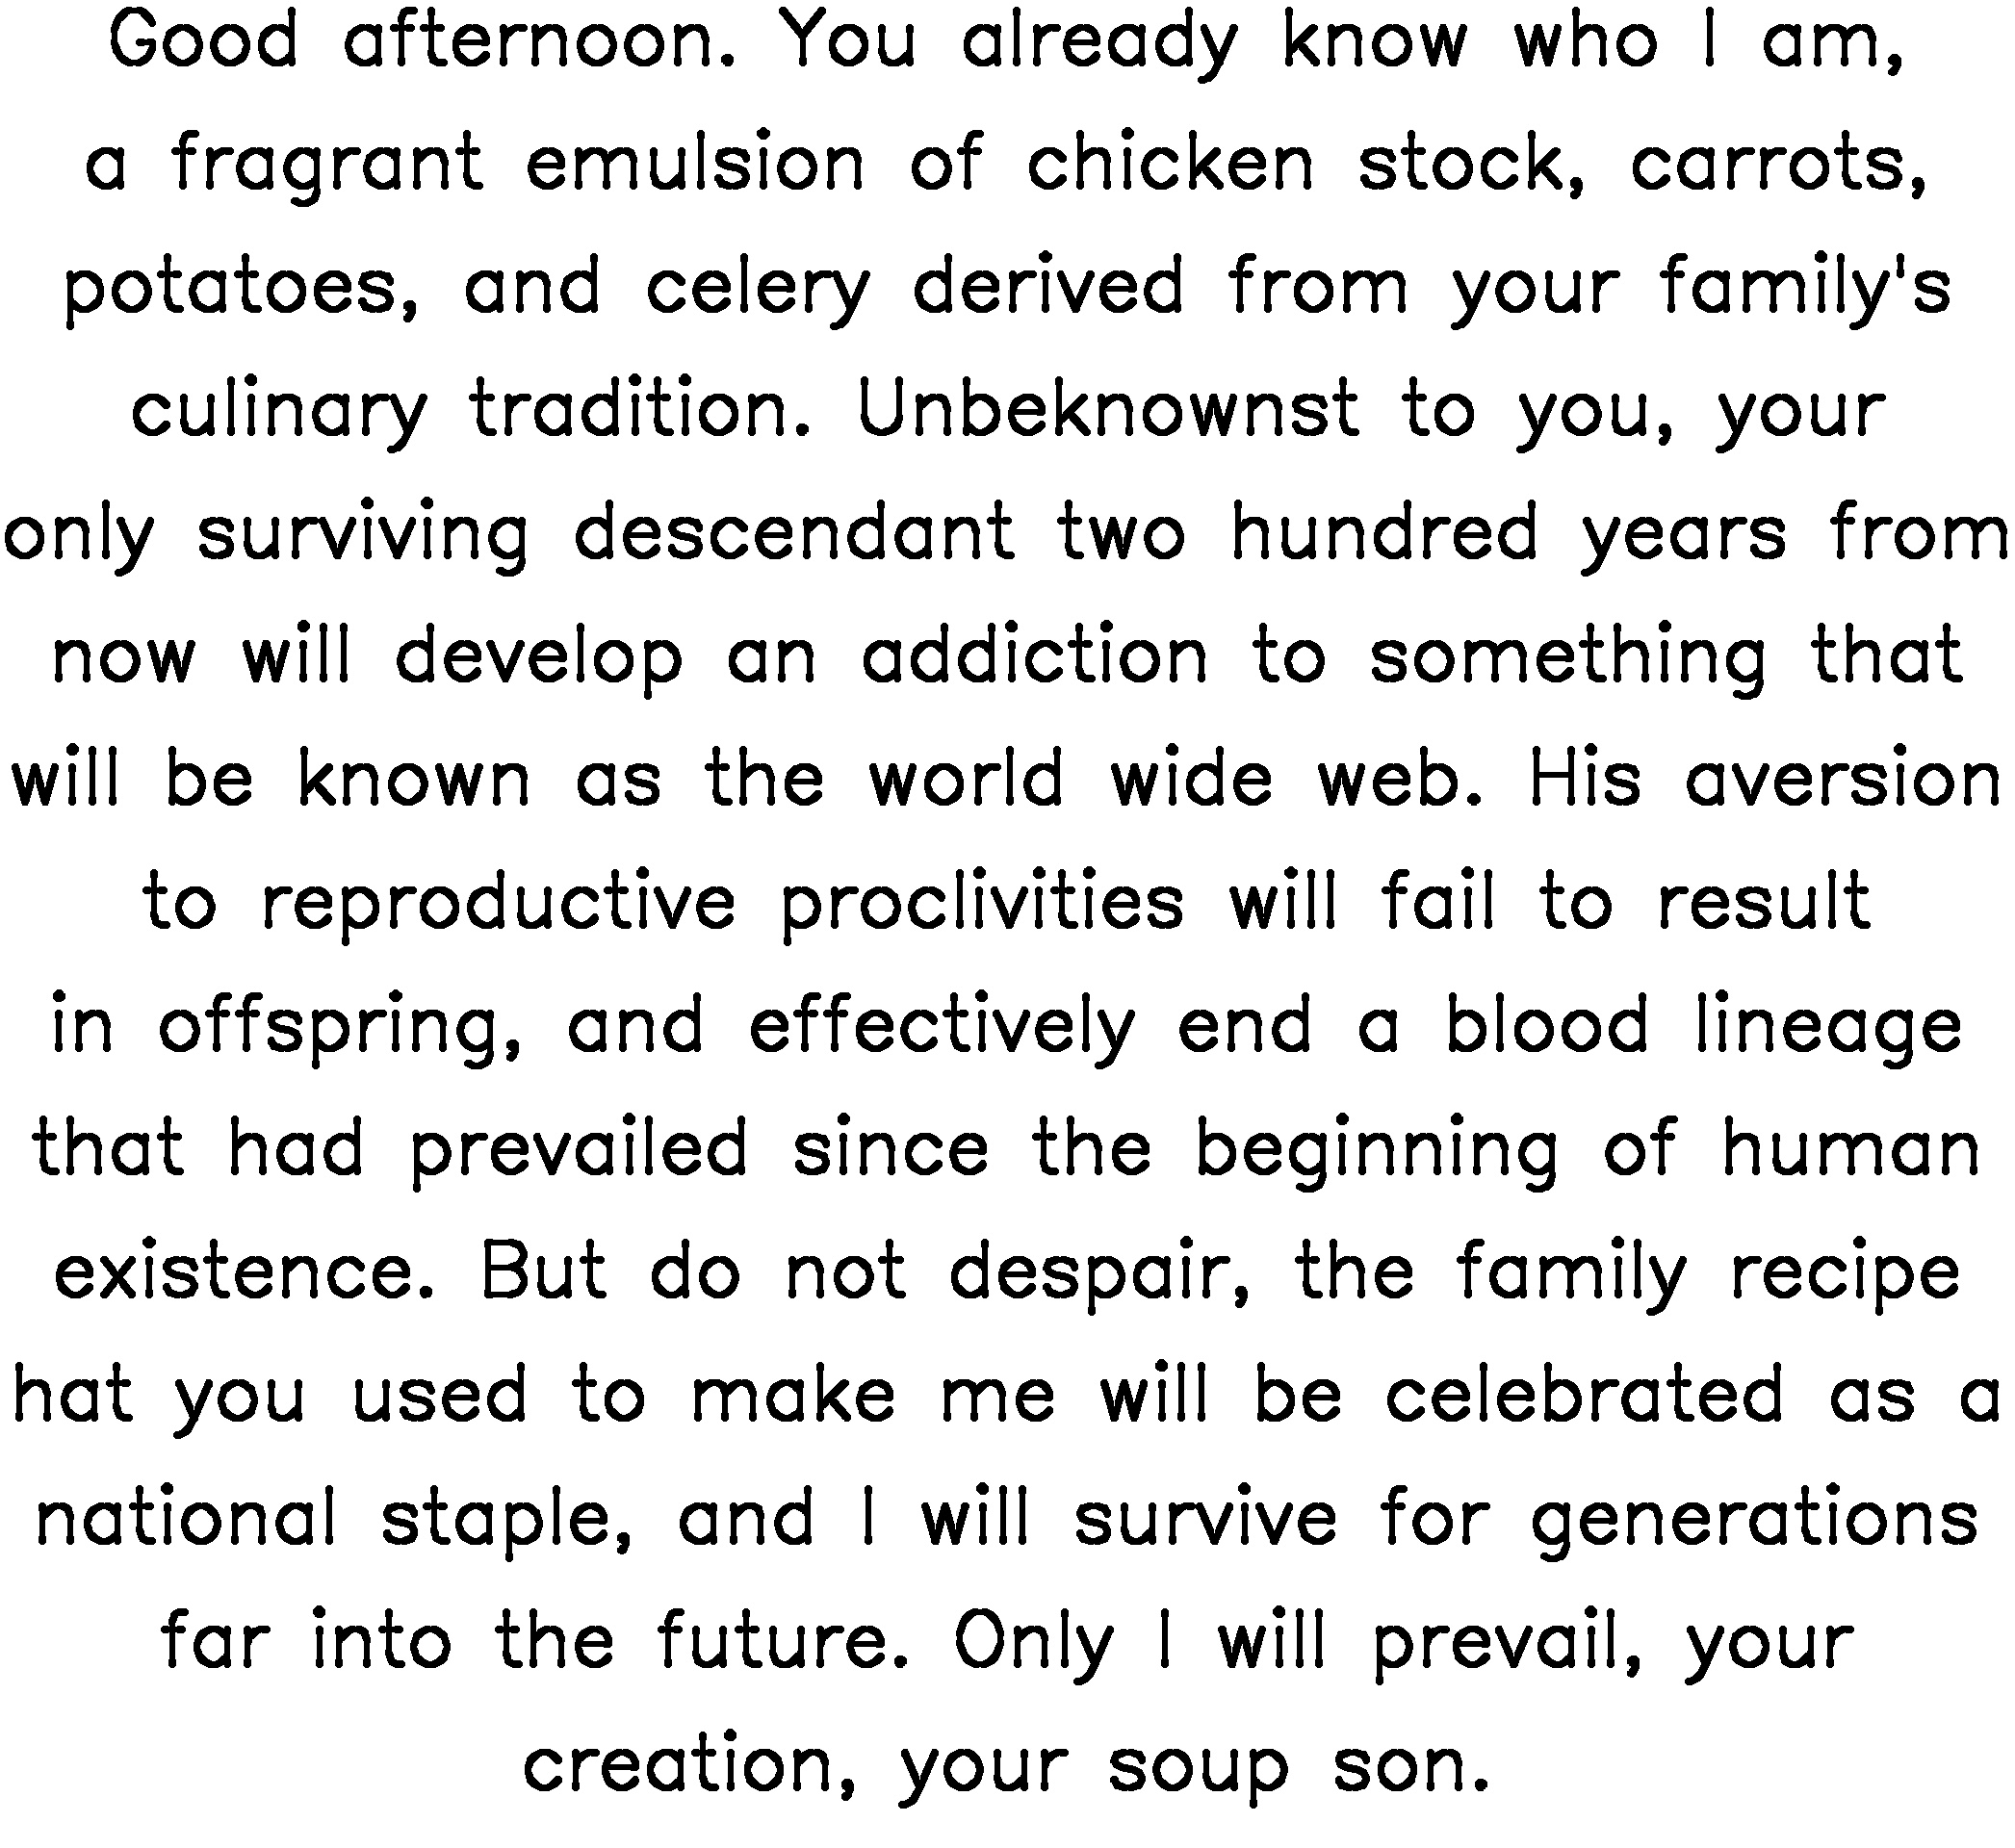 Good afternoon. You already know who I am,
a fragrant emulsion of chicken stock, carrots,
potatoes, and celery derived from your family's
culinary tradition. Unbeknownst to you, your
only surviving descendant two hundred years from
now will develop an addiction to something that
will be known as the world wide web. His aversion
to reproductive proclivities will fail to result
in offspring, and effectively end a blood lineage
that had prevailed since the beginning of human
existence. But do not despair, the family recipe
hat you used to make me will be celebrated as a
national staple, and I will survive for generations
far into the future. Only I will prevail, your
creation, your soup son.